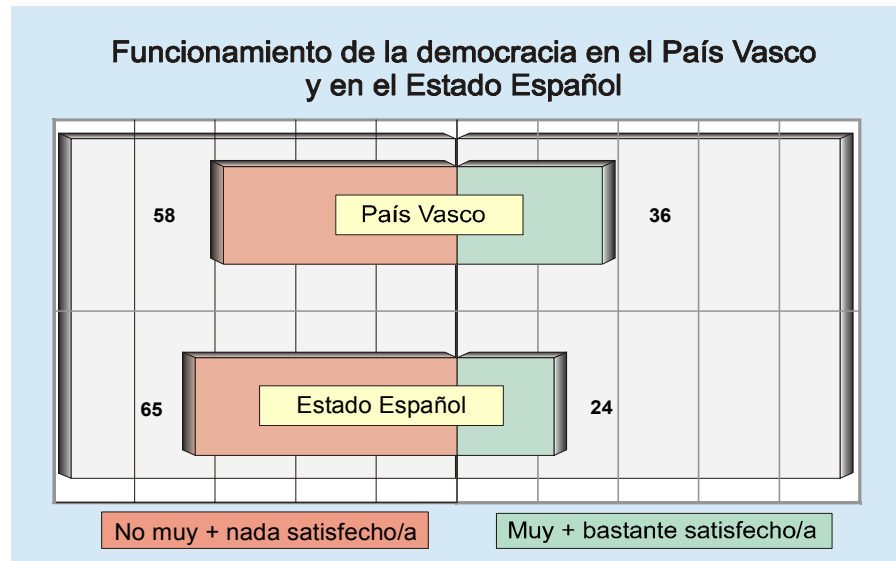 Funcionamiento de la democracia en el País Vasco
y en el Estado Español
58
País Vasco
36
65
Estado Español
24
No muy + nada satisfecho/a
Muy + bastante satisfecho/a